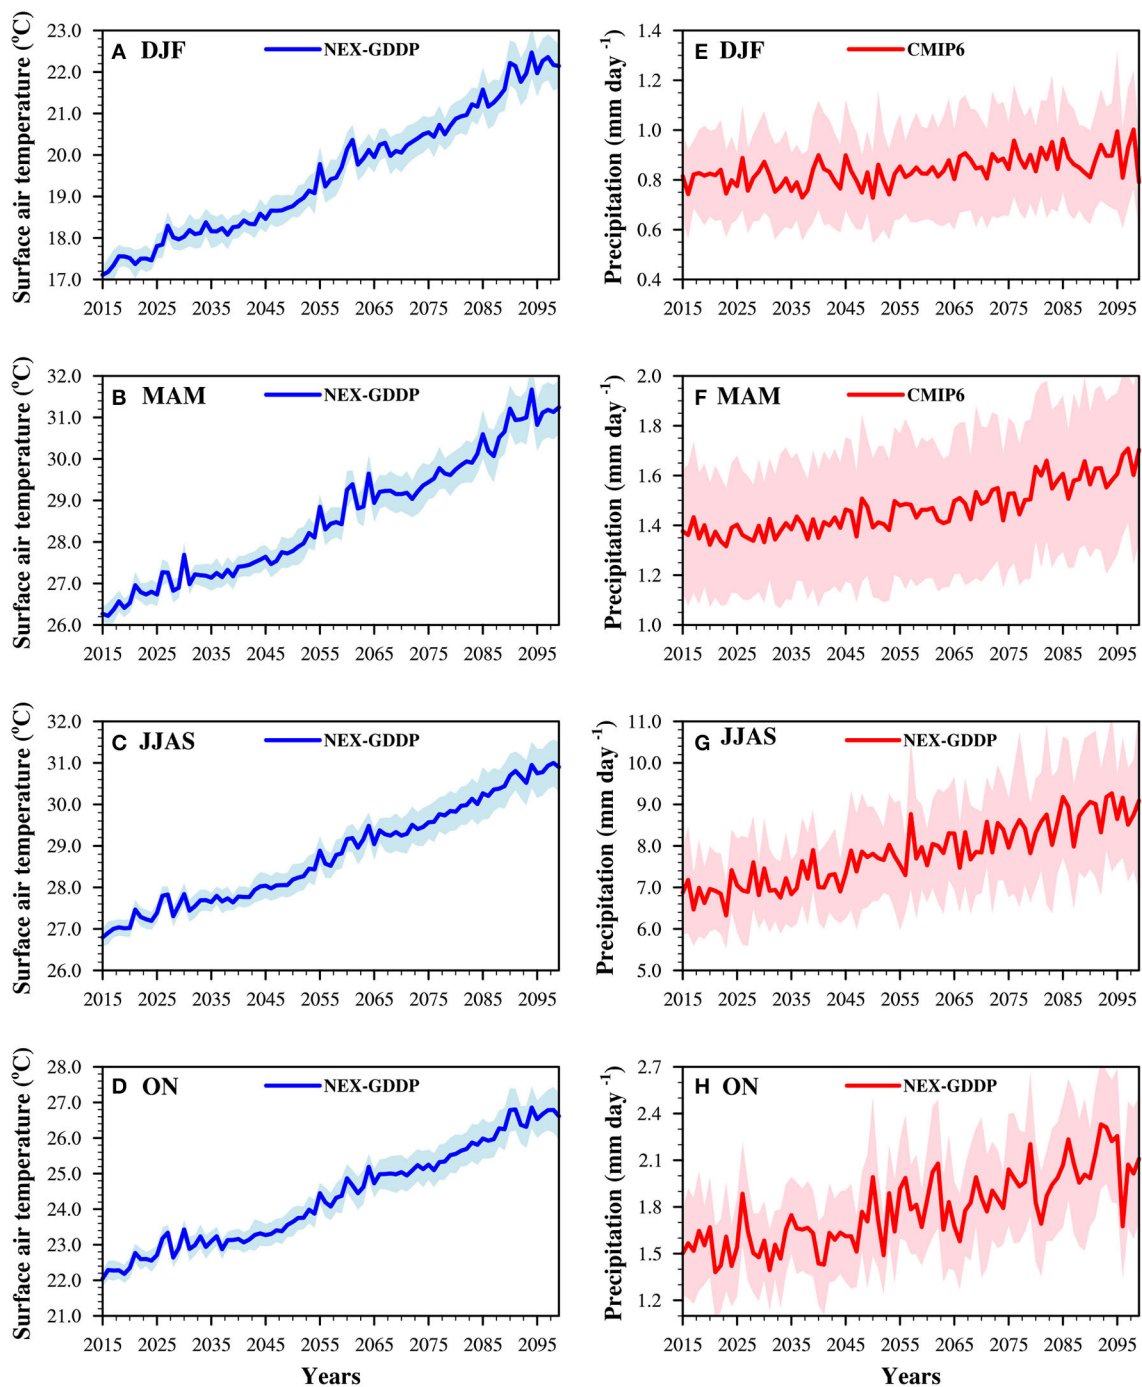 A DJF
NEX-GDDP
Surface air temperature (ºC)
23.0
22.0
21.0
20.0
19.0
18.0
17.0
2015 2025 2035 2045 2055 2065 2075 2085 2095
E DJF
CMIP6
Precipitation (mm day -1)
1.4
1.2
1.0
0.8
0.6
0.4
2015 2025 2035 2045 2055 2065 2075 2085 2095
B MAM
NEX-GDDP
Surface air temperature (ºC)
32.0
31.0
30.0
29.0
28.0
27.0
26.0
2015 2025 2035 2045 2055 2065 2075 2085 2095
F MAM
CMIP6
Precipitation (mm day -1)
2.0
1.8
1.6
1.4
1.2
1.0
2015 2025 2035 2045 2055 2065 2075 2085 2095
C JJAS
NEX-GDDP
Surface air temperature (ºC)
32.0
31.0
30.0
29.0
28.0
27.0
26.0
2015 2025 2035 2045 2055 2065 2075 2085 2095
G JJAS
NEX-GDDP
Precipitation (mm day -1)
11.0
10.0
9.0
8.0
7.0
6.0
5.0
2015 2025 2035 2045 2055 2065 2075 2085 2095
D ON
NEX-GDDP
Surface air temperature (ºC)
28.0
27.0
26.0
25.0
24.0
23.0
22.0
21.0
2015 2025 2035 2045 2055 2065 2075 2085 2095
Years
H ON
NEX-GDDP
Precipitation (mm day -1)
2.7
2.4
2.1
1.8
1.5
1.2
2015 2025 2035 2045 2055 2065 2075 2085 2095
Years